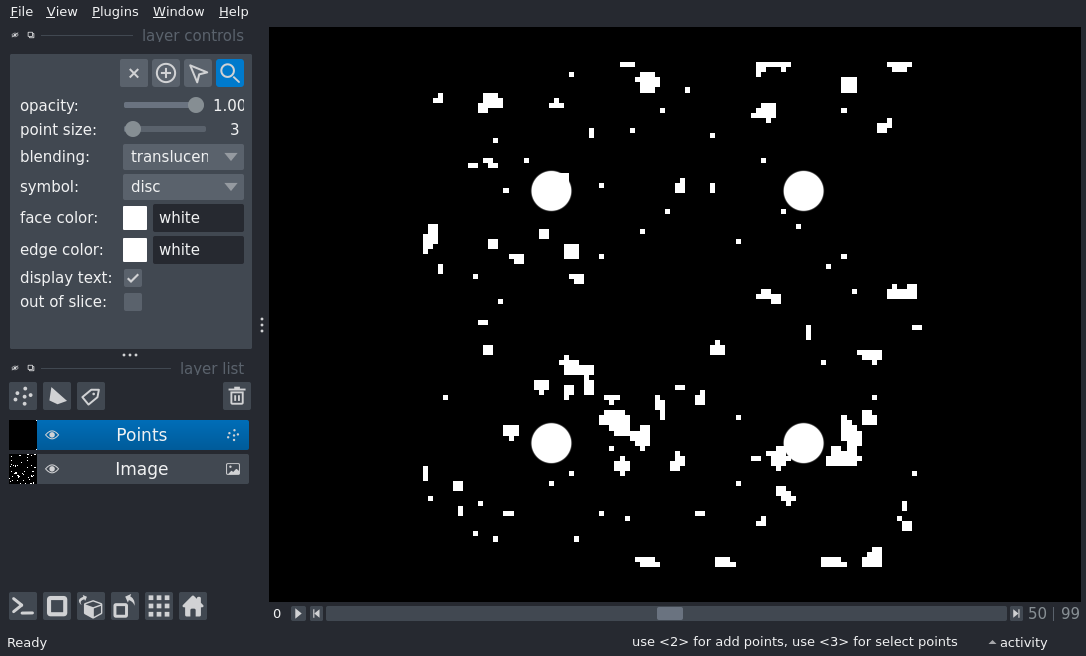 File View Plugins Window Help
layer controls
opacity: 1.00
point size: 3
blending: translucen
symbol: disc
face color: white
edge color: white
display text:
out of slice:
layer list
Points
Image
0 50 | 99
Ready use <2> for add points, use <3> for select points activity